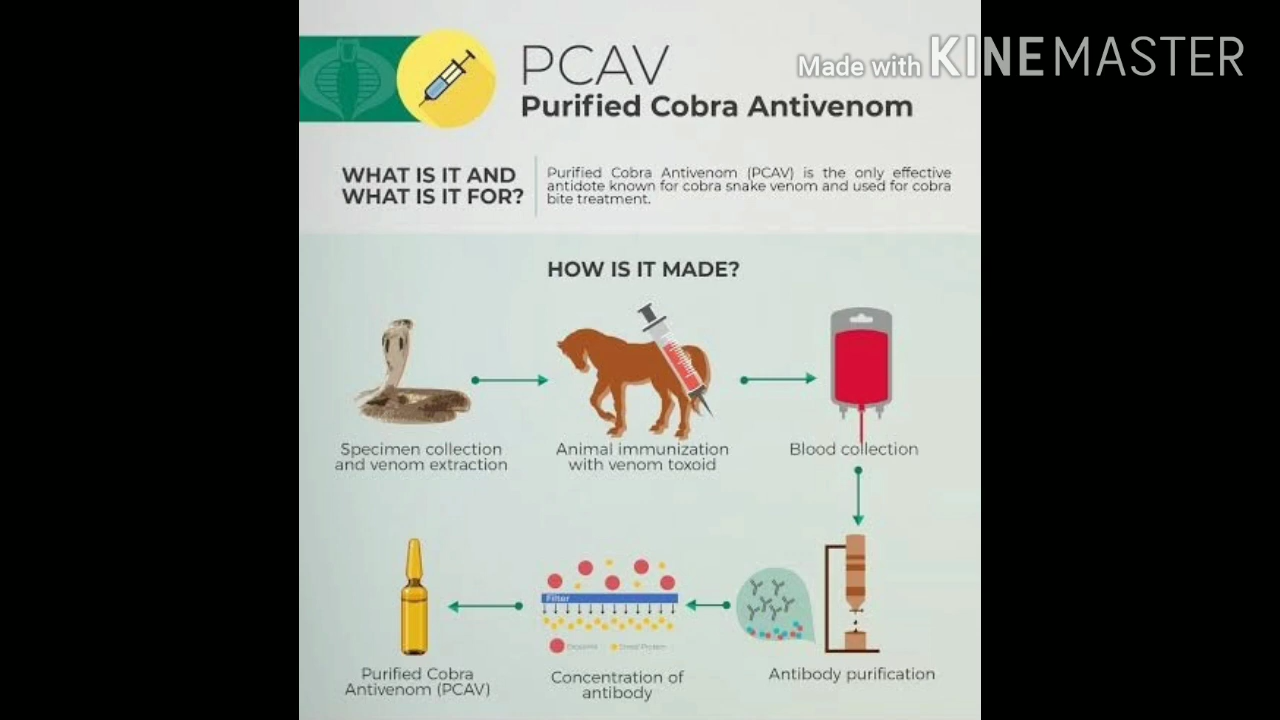 Made with KINEMASTER
PCAV
Purified Cobra Antivenom
WHAT IS IT AND
WHAT IS IT FOR?
Purified Cobra Antivenom (PCAV) is the only effective
antidote known for cobra snake venom and used for cobra
bite treatment.
HOW IS IT MADE?
Specimen collection
and venom extraction
Animal immunization
with venom toxoid
Blood collection
Filter
Purified Cobra
Antivenom (PCAV)
Concentration of
antibody
Antibody purification